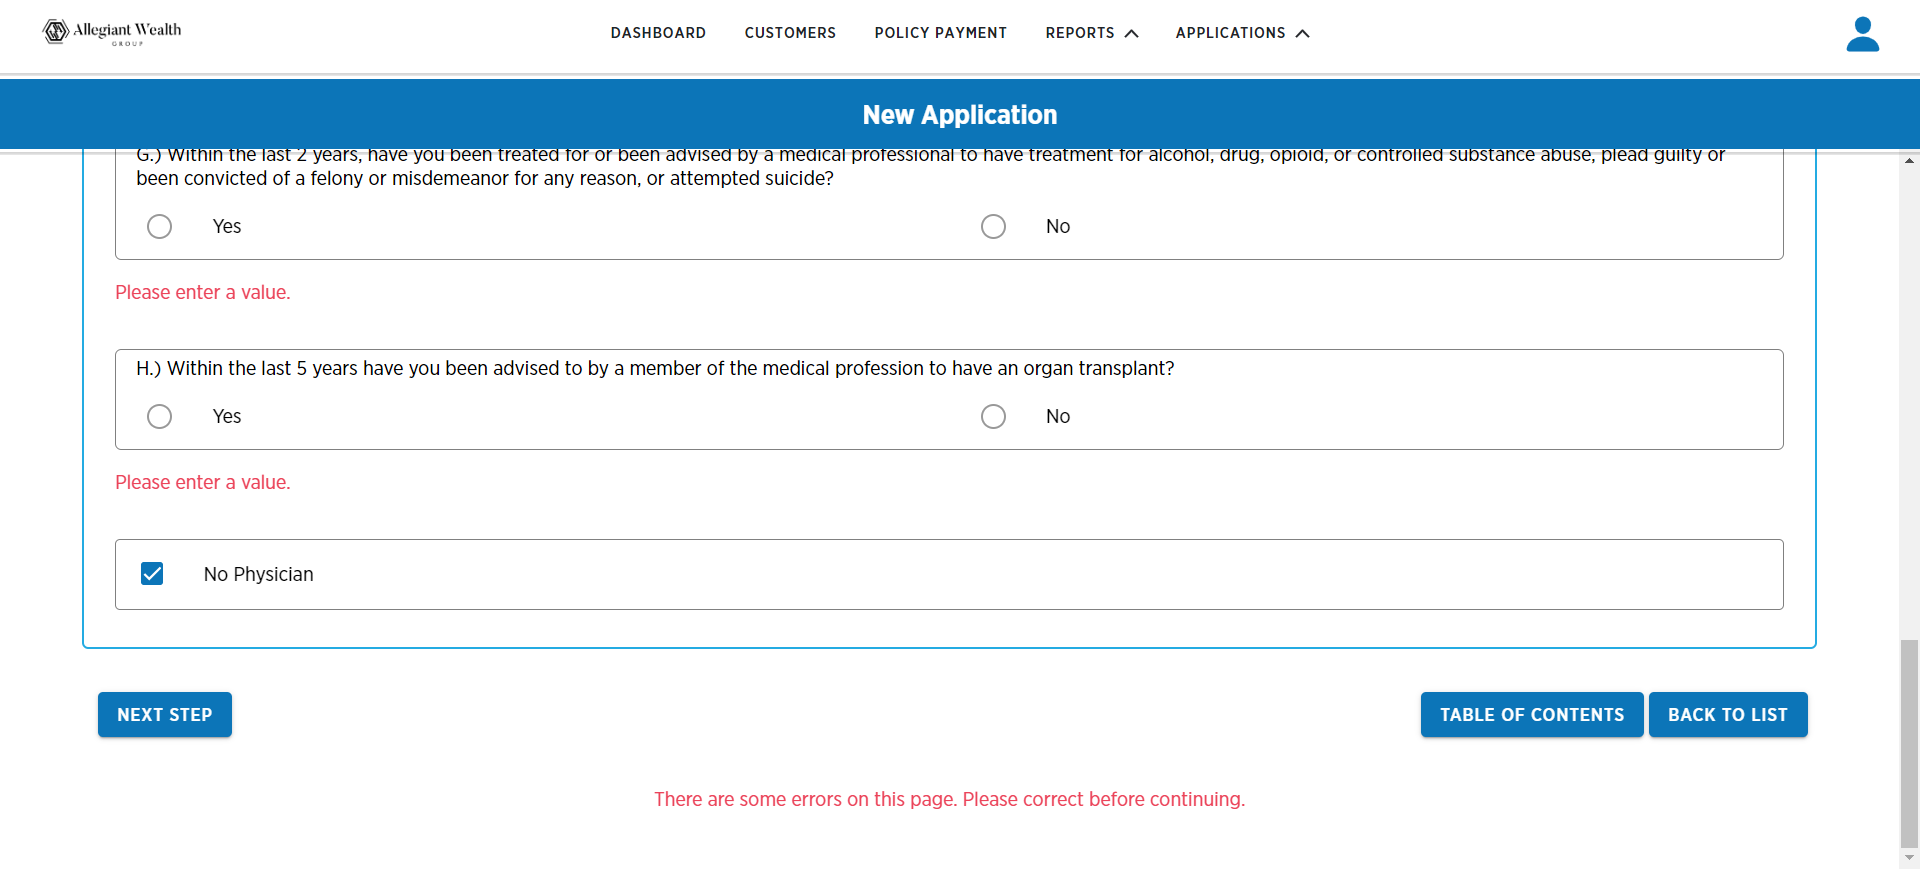 Allegiant Wealth
GROUP
DASHBOARD
CUSTOMERS
POLICY PAYMENT
REPORTS
APPLICATIONS
New Application
G.) Within the last 2 years, have you been treated for or been advised by a medical professional to have treatment for alcohol, drug, opioid, or controlled substance abuse, plead guilty or
been convicted of a felony or misdemeanor for any reason, or attempted suicide?
Yes
No
Please enter a value.
H.) Within the last 5 years have you been advised to by a member of the medical profession to have an organ transplant?
Yes
No
Please enter a value.
No Physician
NEXT STEP
TABLE OF CONTENTS
BACK TO LIST
There are some errors on this page. Please correct before continuing.